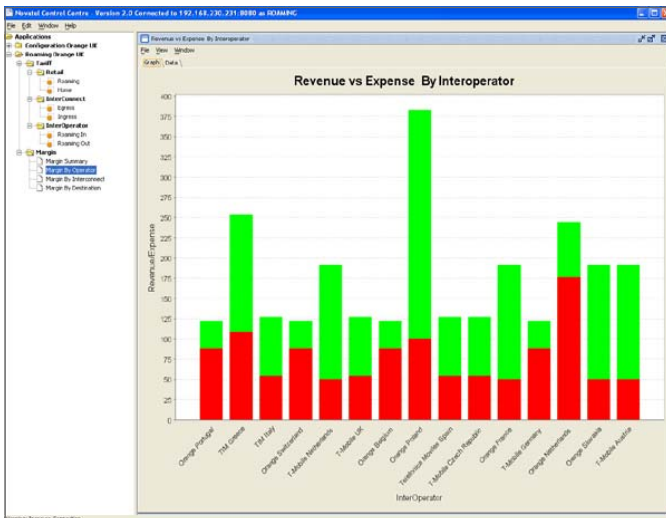 Novatel Control Centre - Version 2.0 Connected to 192.168.230.231:8080 as ROAMING
File Edit Window Help
Applications
Configuration Orange UK
Roaming Orange UK
Tariff
Retail
Roaming
Home
InterConnect
Egress
Ingress
InterOperator
Roaming In
Roaming Out
Margin
Margin Summary
Margin By Operator
Margin By Interconnect
Margin By Destination
Revenue vs Expense By Interoperator
File View Window
Graph Data
Revenue vs Expense By Interoperator
400
375
350
325
300
275
250
225
200
175
150
125
100
75
50
25
0
Revenue/Expense
Orange Portugal
TIM Greece
TIM Italy
Orange Switzerland
T-Mobile Netherlands
T-Mobile UK
Orange Belgium
Orange Poland
Telefonica Moviles Spain
T-Mobile Czech Republic
Orange France
T-Mobile Germany
Orange Netherlands
Orange Slovakia
T-Mobile Austria
InterOperator